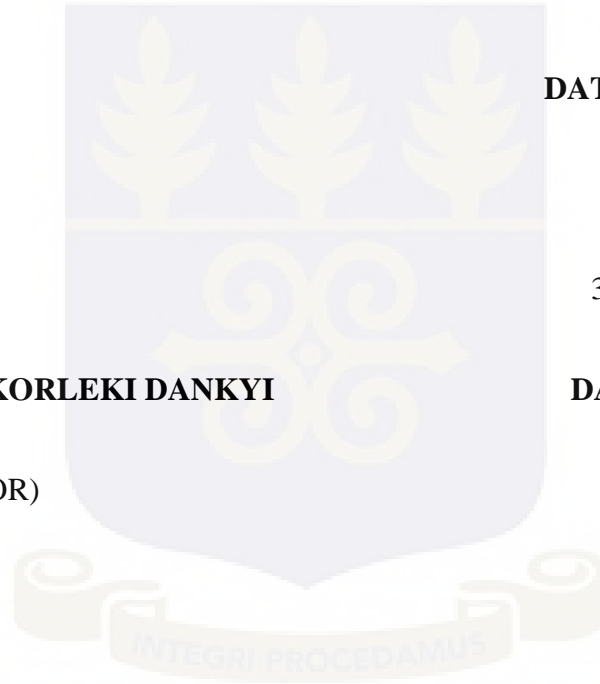 DAT
3
KORLEKI DANKYI DA
OR)
INTEGRI PROCEDAMUS